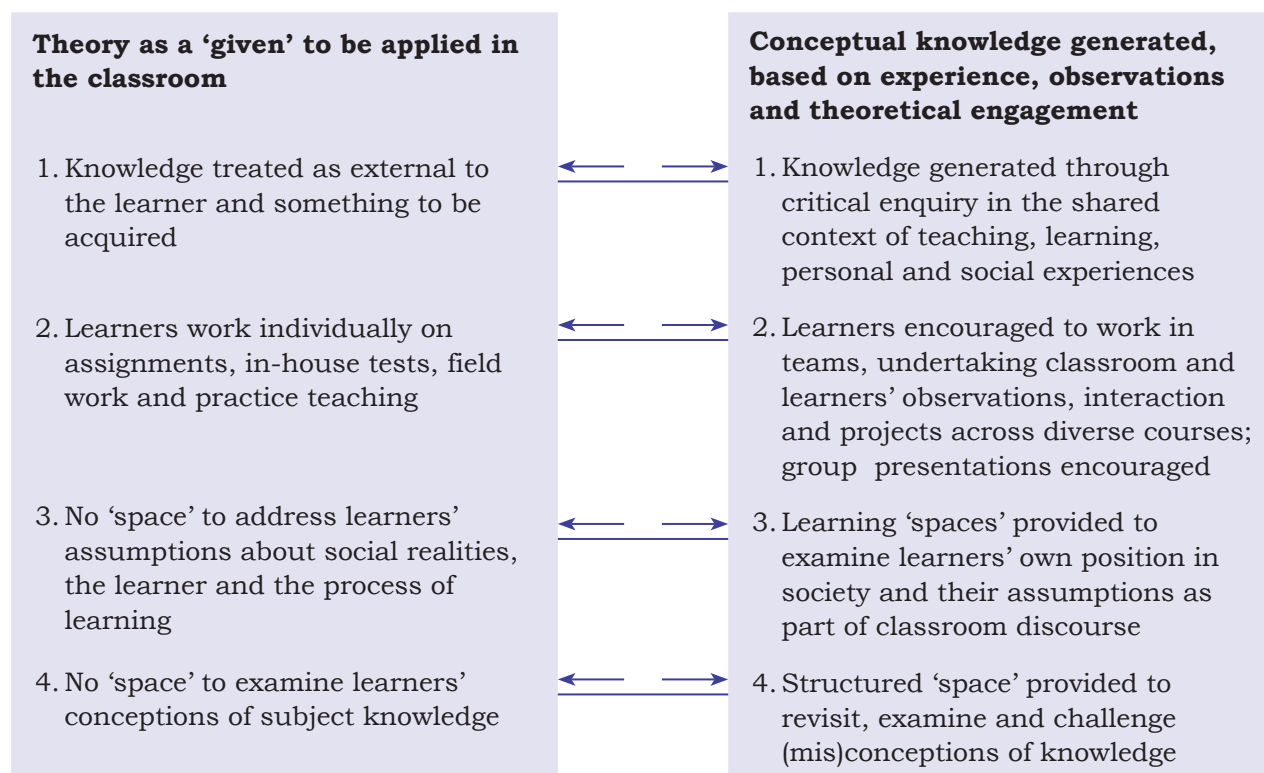 Theory as a ‘given’ to be applied in
the classroom
1. Knowledge treated as external to
the learner and something to be
acquired
2. Learners work individually on
assignments, in-house tests, field
work and practice teaching
3. No ‘space’ to address learners’
assumptions about social realities,
the learner and the process of
learning
4. No ‘space’ to examine learners’
conceptions of subject knowledge
Conceptual knowledge generated,
based on experience, observations
and theoretical engagement
1. Knowledge generated through
critical enquiry in the shared
context of teaching, learning,
personal and social experiences
2. Learners encouraged to work in
teams, undertaking classroom and
learners’ observations, interaction
and projects across diverse courses;
group presentations encouraged
3. Learning ‘spaces’ provided to
examine learners’ own position in
society and their assumptions as
part of classroom discourse
4. Structured ‘space’ provided to
revisit, examine and challenge
(mis)conceptions of knowledge